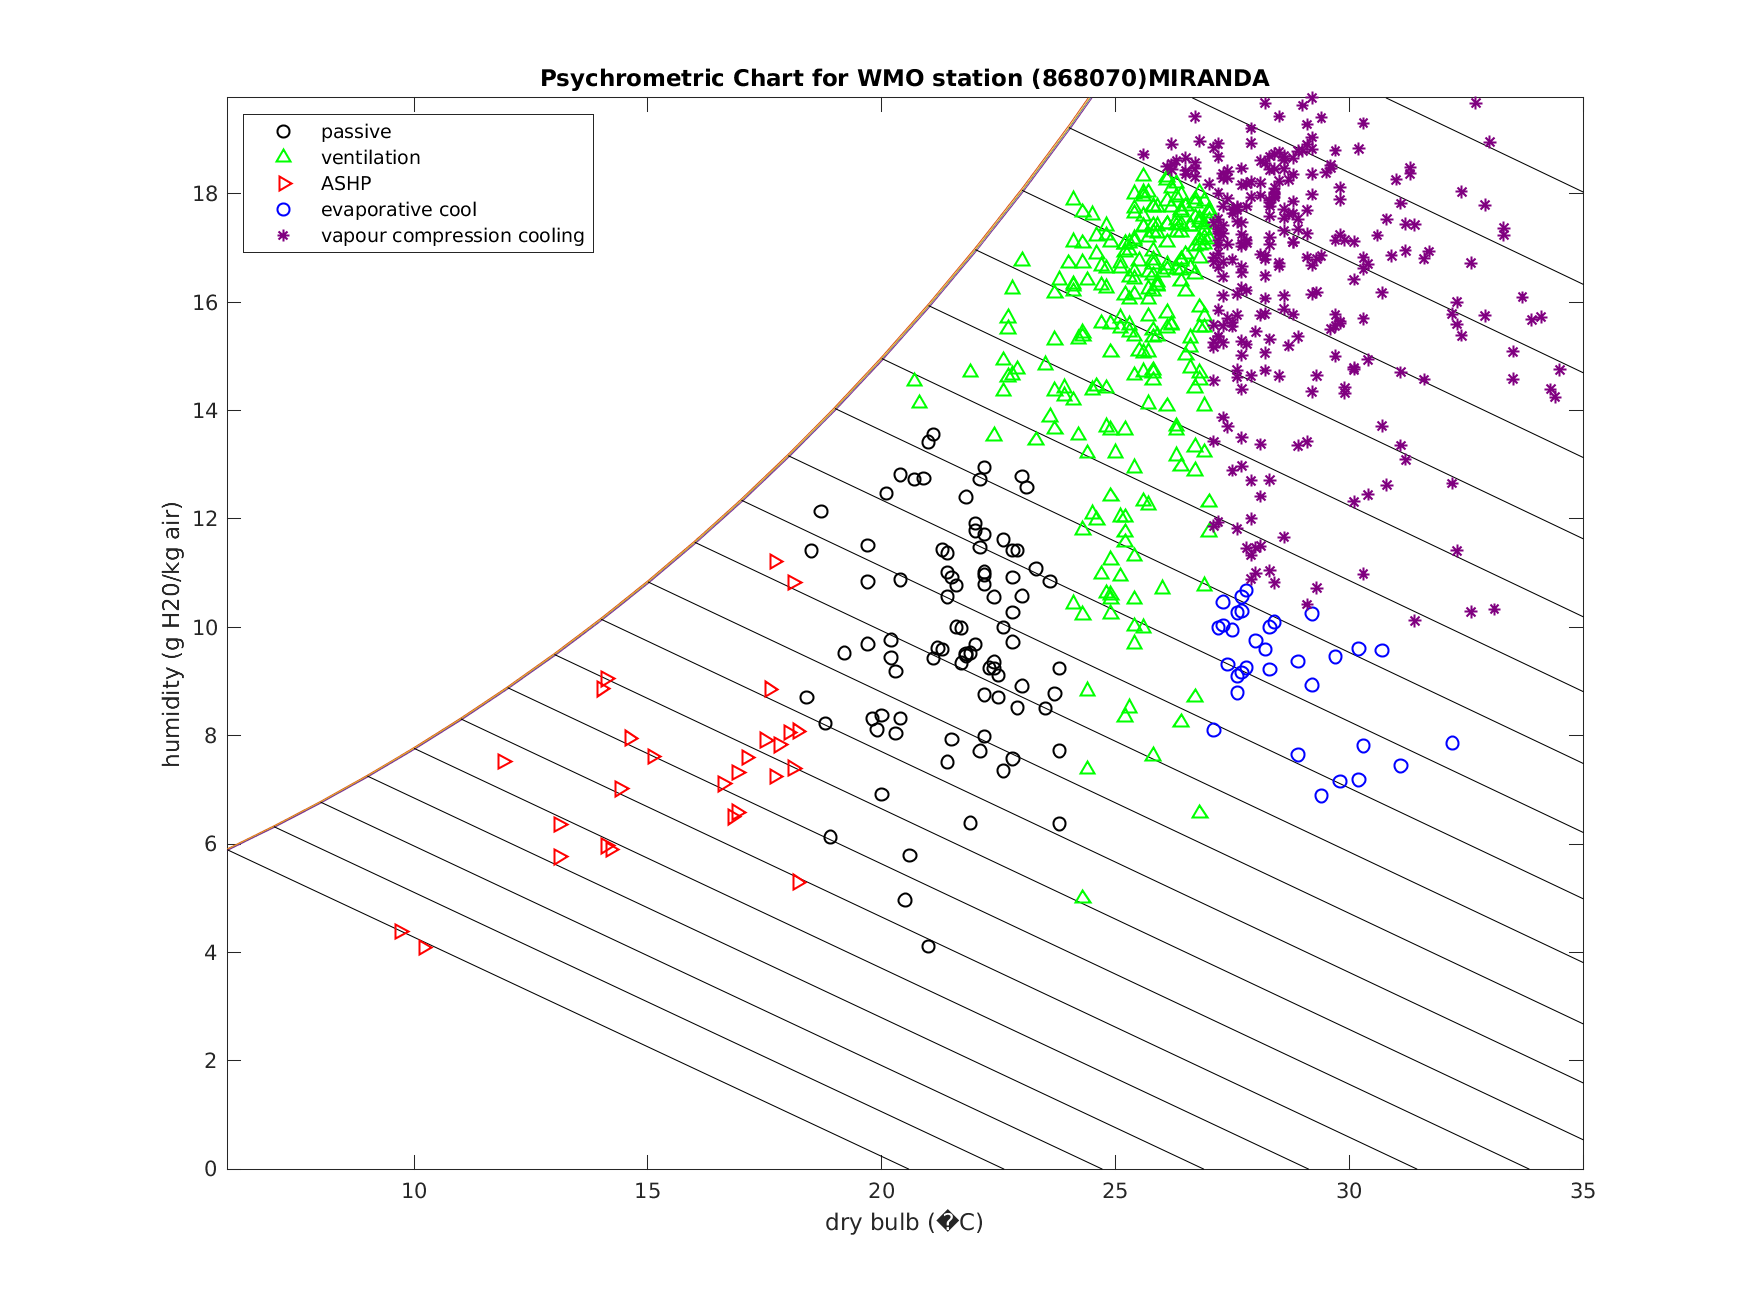 Psychrometric Chart for WMO station (868070)MIRANDA
passive
ventilation
ASHP
evaporative cool
vapour compression cooling
humidity (g H20/kg air)
18
16
14
12
10
8
6
4
2
0
10 15 20 25 30 35
dry bulb (�C)